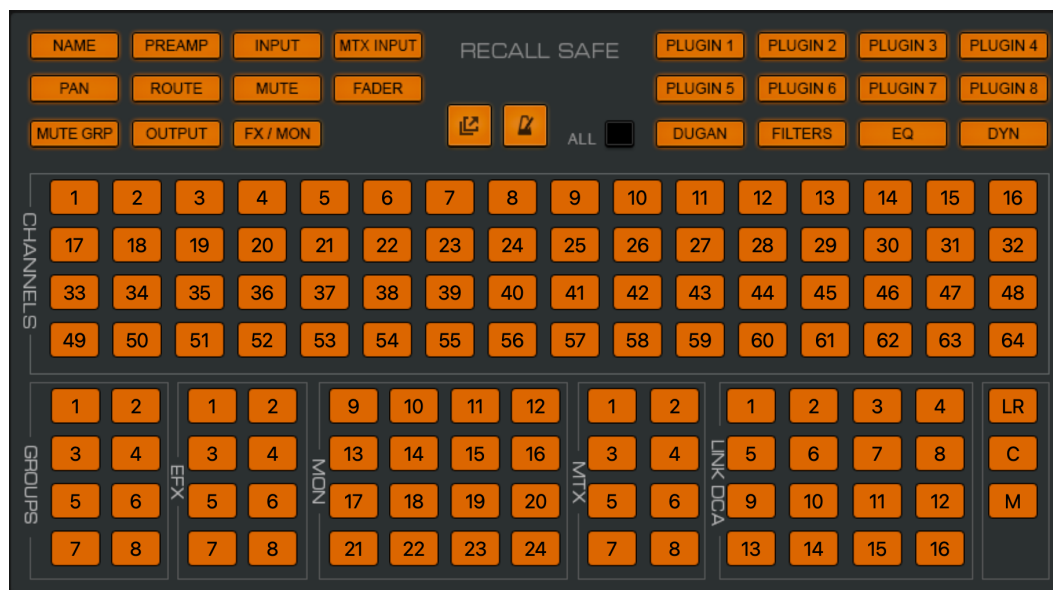 NAME PREAMP INPUT MTX INPUT RECALL SAFE PLUGIN 1 PLUGIN 2 PLUGIN 3 PLUGIN 4
PAN ROUTE MUTE FADER PLUGIN 5 PLUGIN 6 PLUGIN 7 PLUGIN 8
MUTE GRP OUTPUT FX / MON ALL DUGAN FILTERS EQ DYN
CHANNELS
1 2 3 4 5 6 7 8 9 10 11 12 13 14 15 16
17 18 19 20 21 22 23 24 25 26 27 28 29 30 31 32
33 34 35 36 37 38 39 40 41 42 43 44 45 46 47 48
49 50 51 52 53 54 55 56 57 58 59 60 61 62 63 64
GROUPS
1 2
3 4
5 6
7 8
EFX
1 2
3 4
5 6
7 8
MON
9 10 11 12
13 14 15 16
17 18 19 20
21 22 23 24
MTX
1 2
3 4
5 6
7 8
LINK DCA
1 2 3 4
5 6 7 8
9 10 11 12
13 14 15 16
LR
C
M